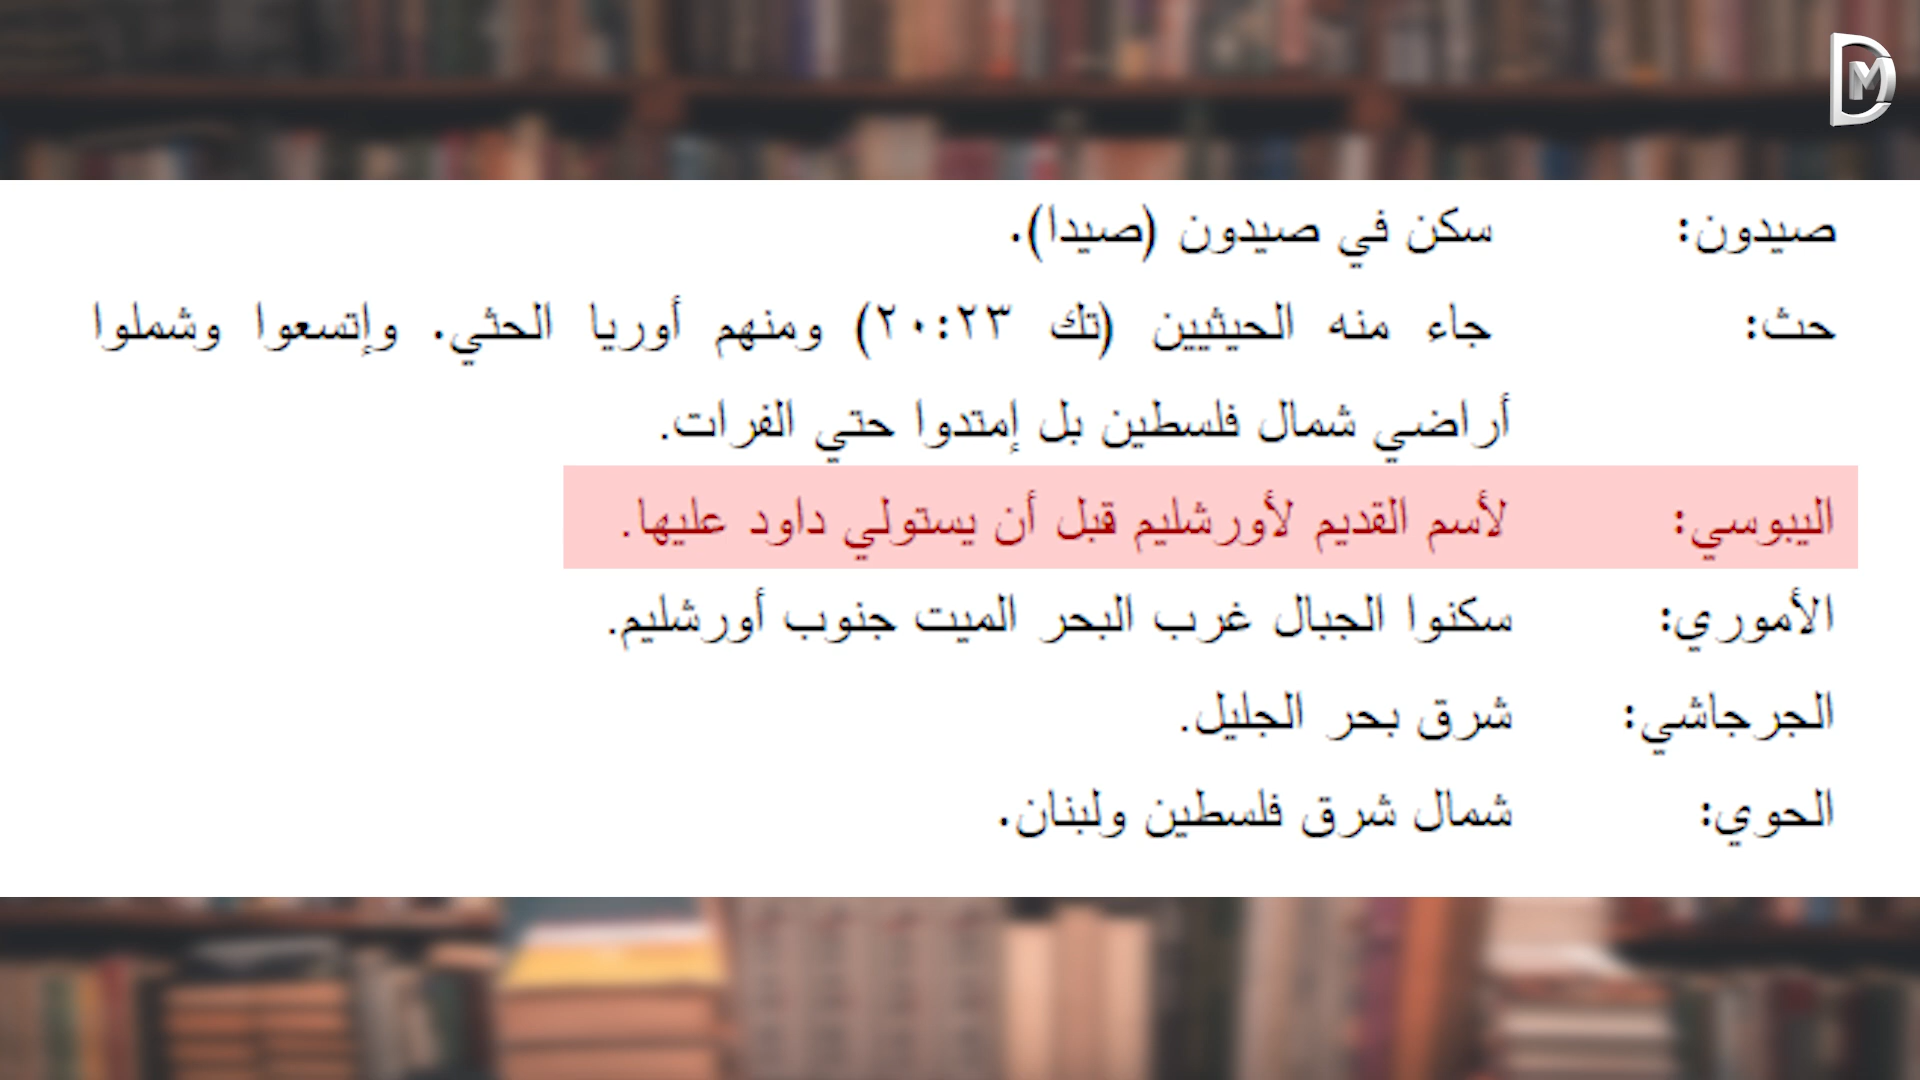 صيدون: سكن في صيدون (صيدا).
حث: جاء منه الحيثيين (تك ٢٠:٢٣) ومنهم أوريا الحثي. وإتسعوا وشملوا
أراضي شمال فلسطين بل إمتدوا حتي الفرات.
اليبوسي: لأسم القديم لأورشليم قبل أن يستولي داود عليها.
الأموري: سكنوا الجبال غرب البحر الميت جنوب أورشليم.
الجرجاشي: شرق بحر الجليل.
الحوي: شمال شرق فلسطين ولبنان.
DM